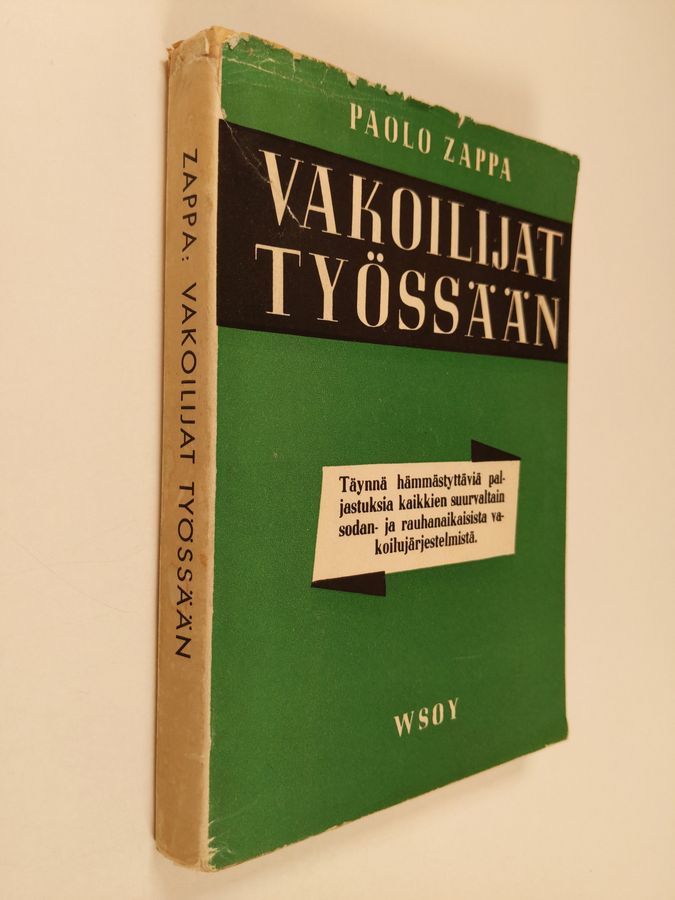 ZAPPA: VAKOILIJAT TYÖSSÄÄN
PAOLO ZAPPA
VAKOILIJAT
TYÖSSÄÄN
Täynnä hämmästyttäviä pal-
jastuksia kaikkien suurvaltain
sodan- ja rauhanaikaisista va-
koilujärjestelmistä.
WSOY